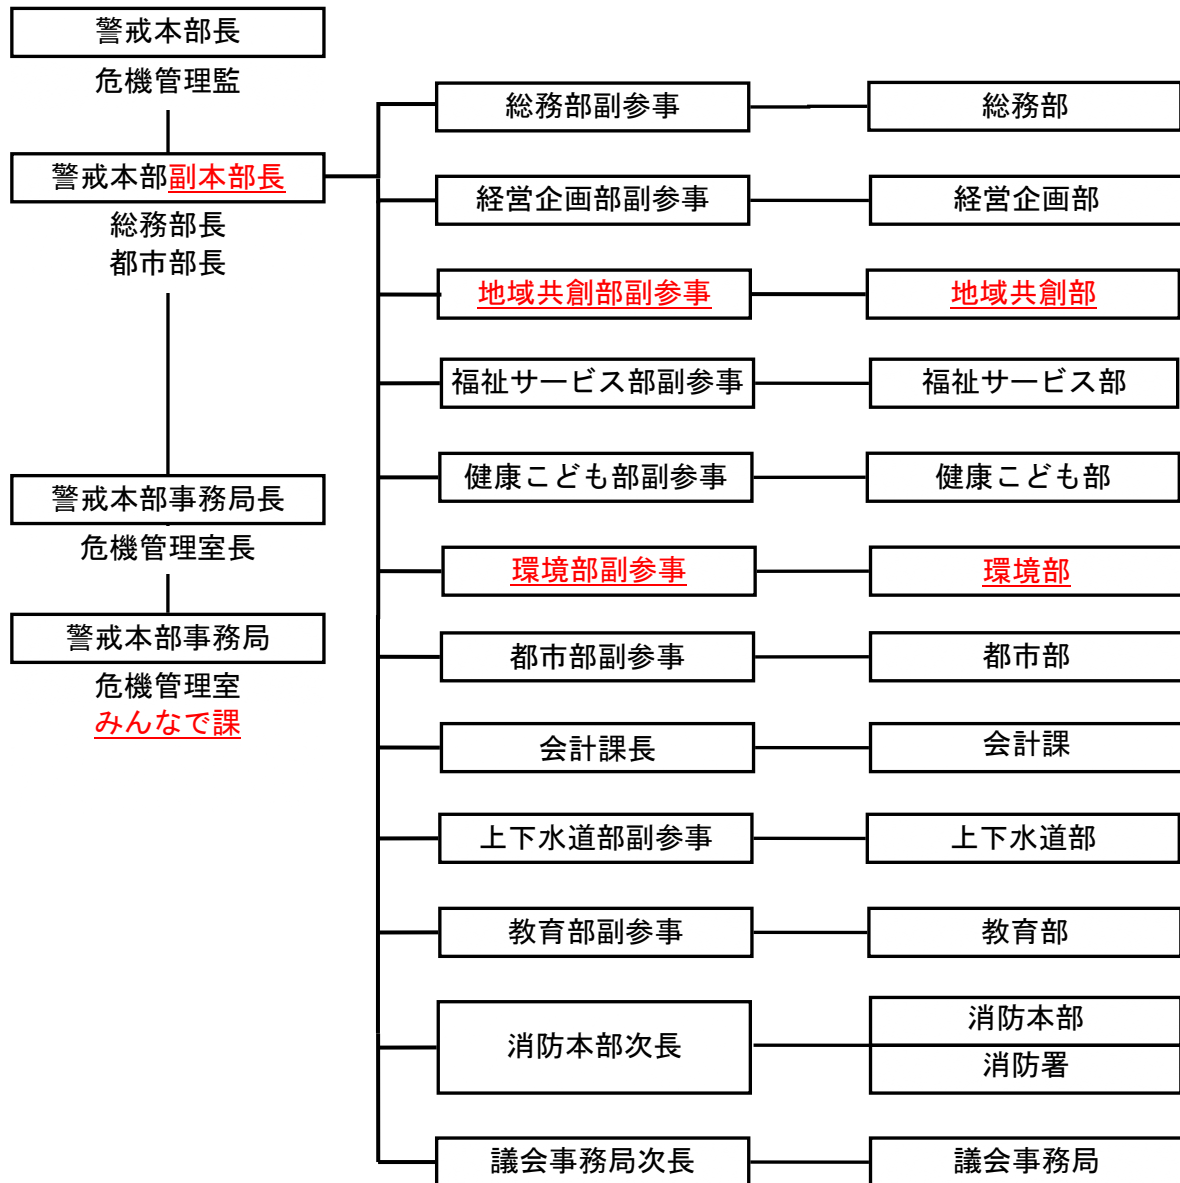 警戒本部長
危機管理監
警戒本部副本部長
総務部長
都市部長
警戒本部事務局長
危機管理室長
警戒本部事務局
危機管理室
みんなで課
総務部副参事
総務部
経営企画部副参事
経営企画部
地域共創部副参事
地域共創部
福祉サービス部副参事
福祉サービス部
健康こども部副参事
健康こども部
環境部副参事
環境部
都市部副参事
都市部
会計課長
会計課
上下水道部副参事
上下水道部
教育部副参事
教育部
消防本部次長
消防本部
消防署
議会事務局次長
議会事務局